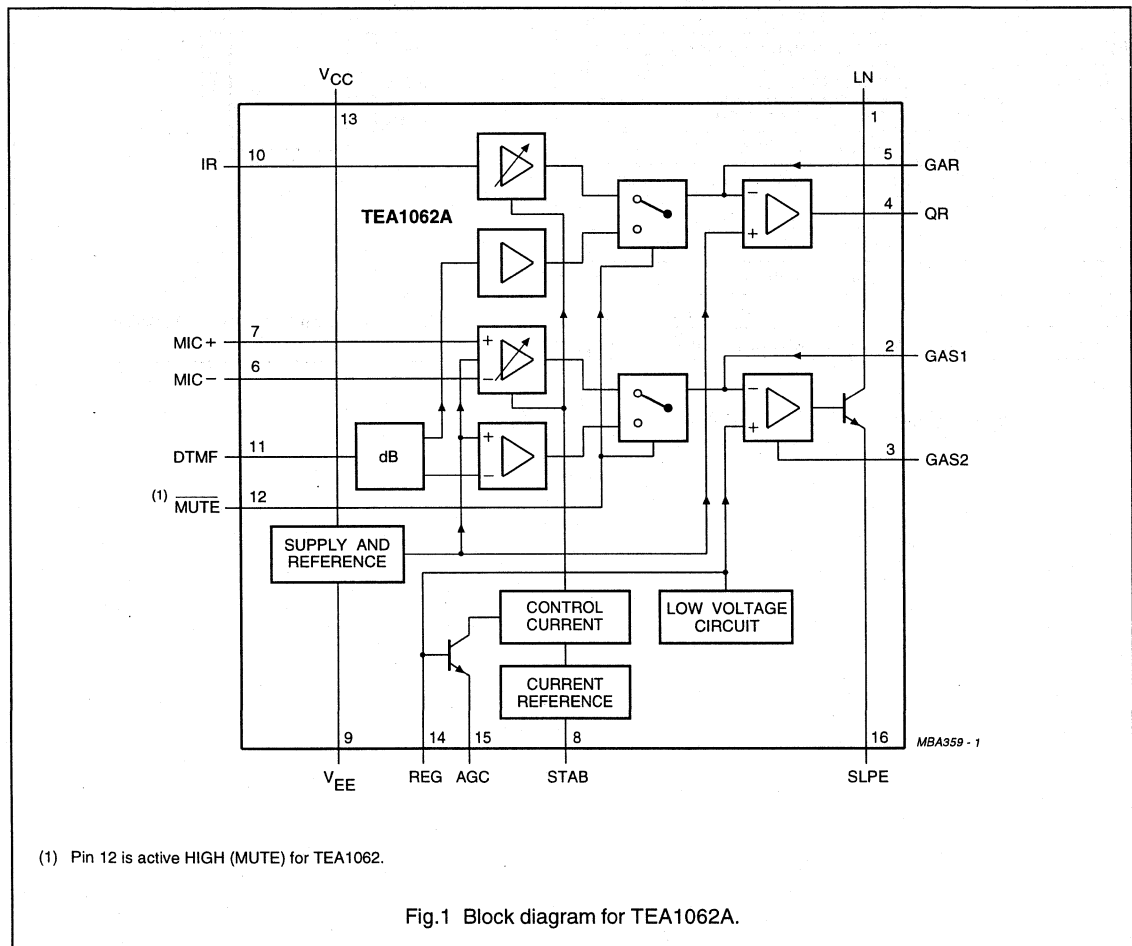 VCC
LN
13
1
IR
10
5
GAR
TEA1062A
4
QR
−
+
MIC+
7
+
2
GAS1
MIC−
6
−
−
DTMF
11
dB
+
+
3
GAS2
−
(1) MUTE
12
SUPPLY AND
REFERENCE
CONTROL
CURRENT
LOW VOLTAGE
CIRCUIT
CURRENT
REFERENCE
9
14
15
8
16
MBA359 - 1
VEE
REG
AGC
STAB
SLPE
(1) Pin 12 is active HIGH (MUTE) for TEA1062.
Fig.1 Block diagram for TEA1062A.